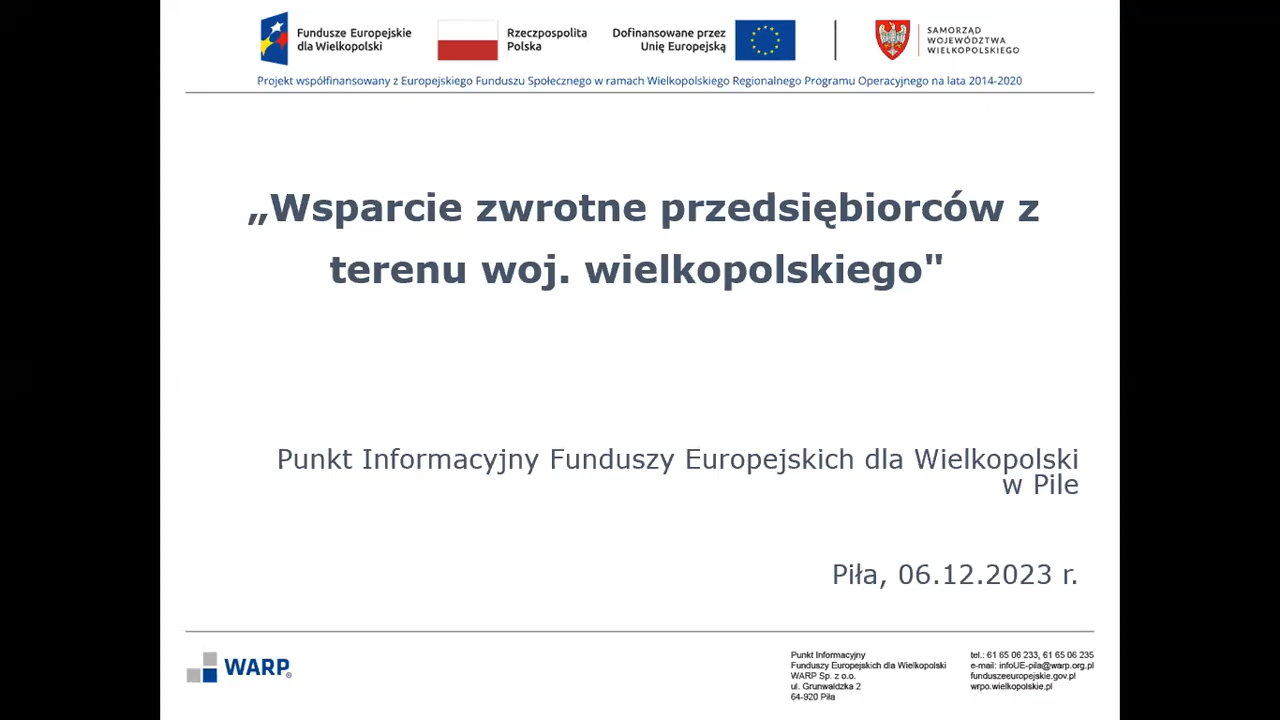 Fundusze Europejskie
dla Wielkopolski
Rzeczpospolita
Polska
Dofinansowane przez
Unię Europejską
SAMORZĄD
WOJEWÓDZTWA
WIELKOPOLSKIEGO
Projekt współfinansowany z Europejskiego Funduszu Społecznego w ramach Wielkopolskiego Regionalnego Programu Operacyjnego na lata 2014-2020
„Wsparcie zwrotne przedsiębiorców z
terenu woj. wielkopolskiego"
Punkt Informacyjny Funduszy Europejskich dla Wielkopolski
w Pile
Piła, 06.12.2023 r.
WARP®
Punkt Informacyjny
Funduszy Europejskich dla Wielkopolski
WARP Sp. z o.o.
ul. Grunwaldzka 2
64-920 Piła
tel.: 61 65 06 233, 61 65 06 235
e-mail: infoUE-pila@warp.org.pl
funduszeeuropejskie.gov.pl
wrpo.wielkopolskie.pl